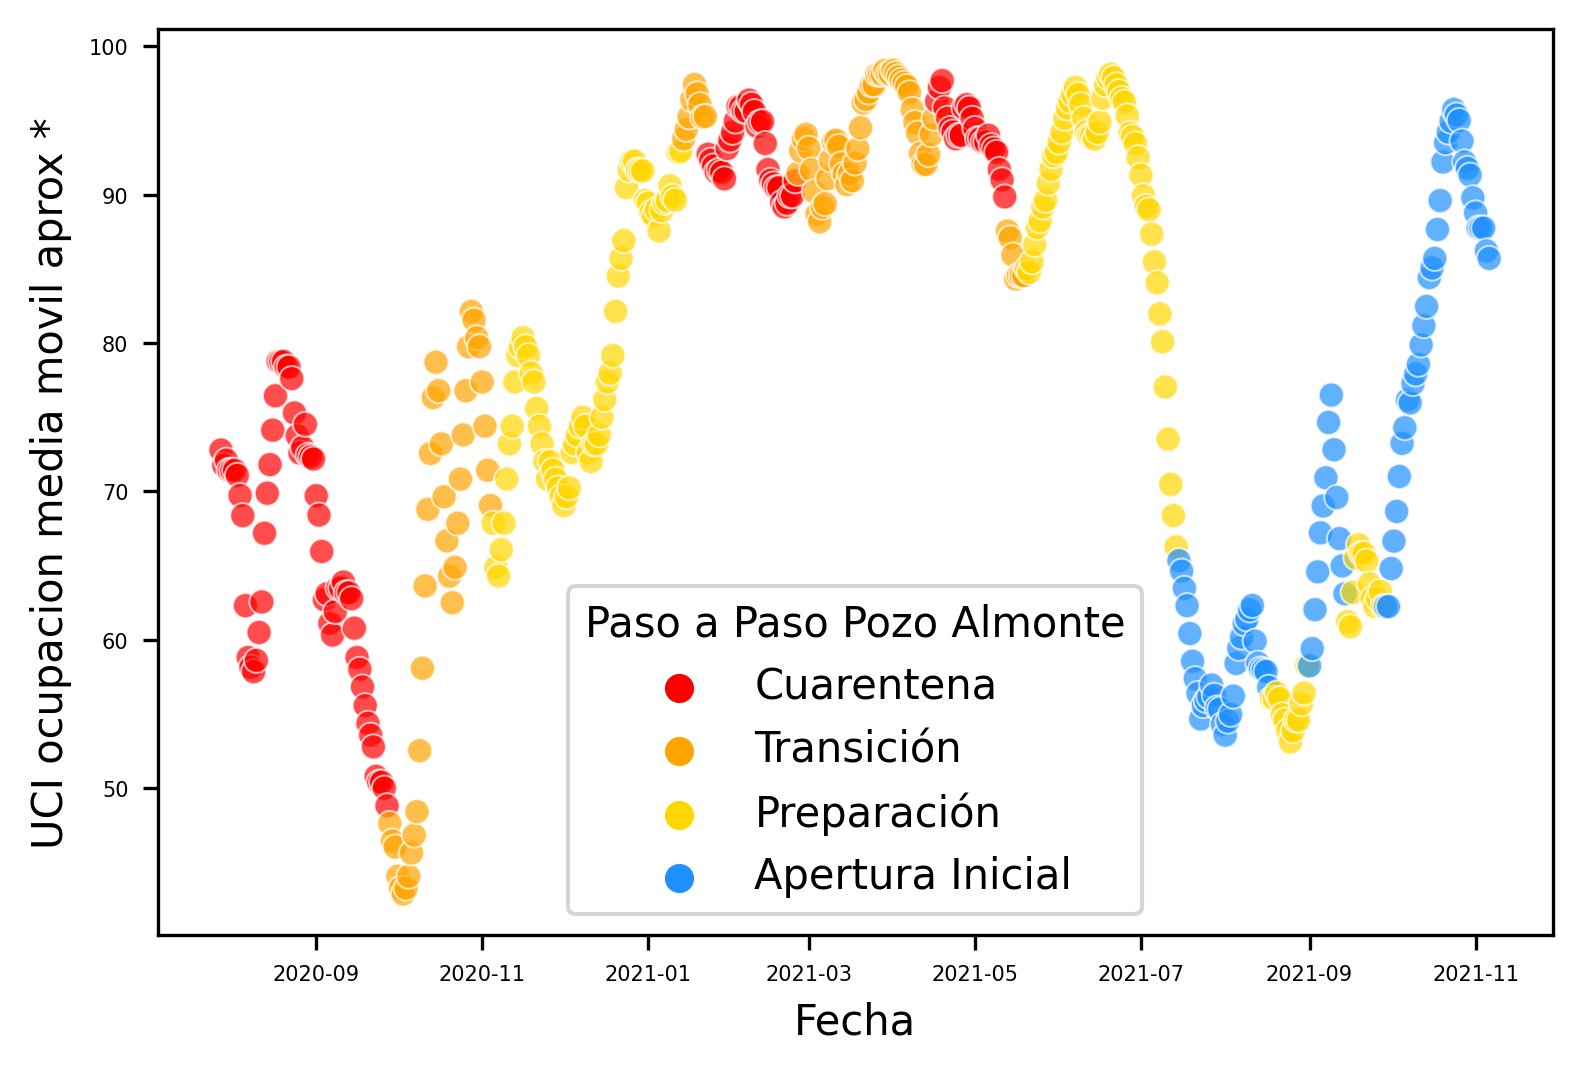 UCI ocupacion media movil aprox *
100
90
80
70
60
50
Paso a Paso Pozo Almonte
Cuarentena
Transición
Preparación
Apertura Inicial
2020-09
2020-11
2021-01
2021-03
2021-05
2021-07
2021-09
2021-11
Fecha